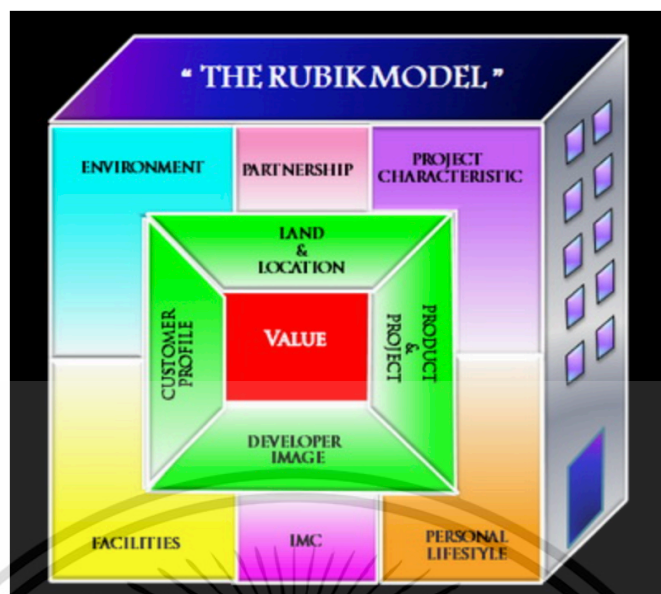 “ THE RUBIK MODEL ”
ENVIRONMENT
PARTNERSHIP
PROJECT
CHARACTERISTIC
LAND
&
LOCATION
CUSTOMER
PROFILE
VALUE
PRODUCT
&
PROJECT
DEVELOPER
IMAGE
FACILITIES
IMC
PERSONAL
LIFESTYLE